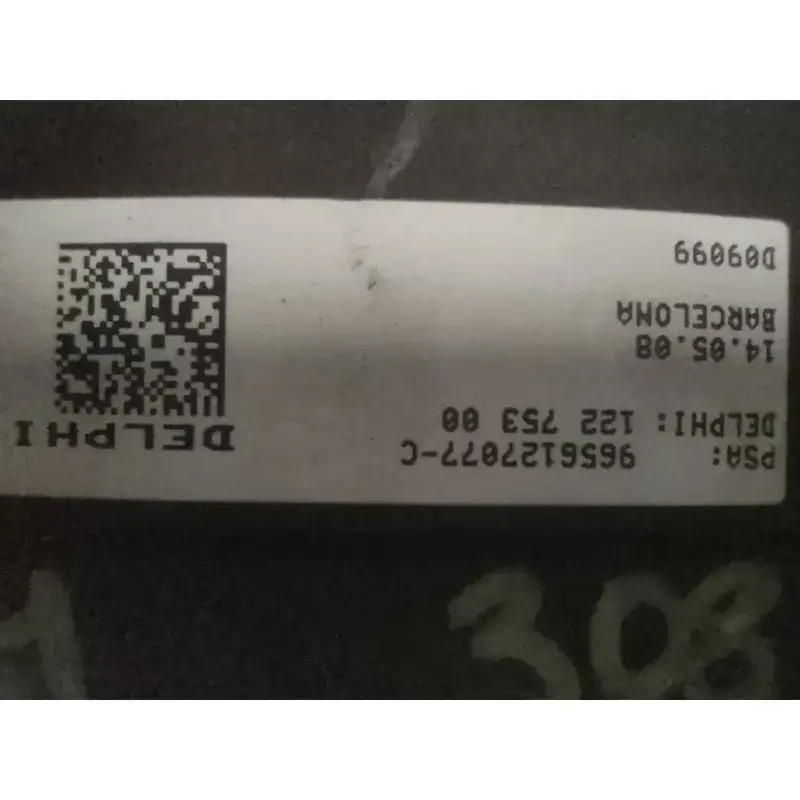 PSA: 9656127077-C
DELPHI: 122 753 00
14.05.08
BARCELONA
D09099
DELPHI
308